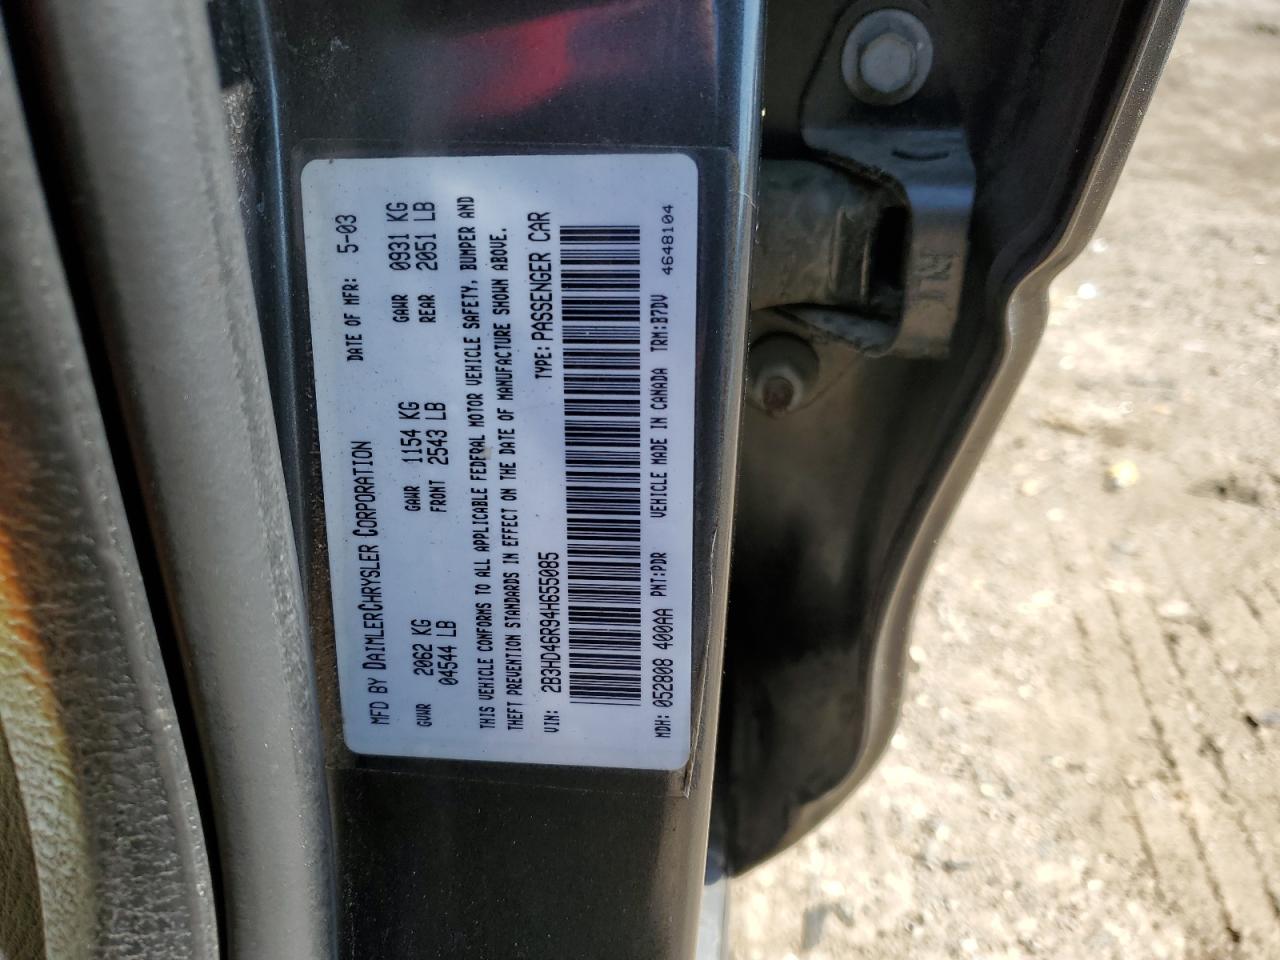 MFD BY DAIMLERCHRYSLER CORPORATION DATE OF MFR: 5-03
GVWR 2062 KG GAWR 1154 KG GAWR 0931 KG
04544 LB FRONT 2543 LB REAR 2051 LB
THIS VEHICLE CONFORMS TO ALL APPLICABLE FEDERAL MOTOR VEHICLE SAFETY, BUMPER AND
THEFT PREVENTION STANDARDS IN EFFECT ON THE DATE OF MANUFACTURE SHOWN ABOVE.
VIN: 2B3HD46R94H655085 TYPE: PASSENGER CAR
MDH: 052808 400AA PNT:PDR VEHICLE MADE IN CANADA TRM:B7DV 4648104